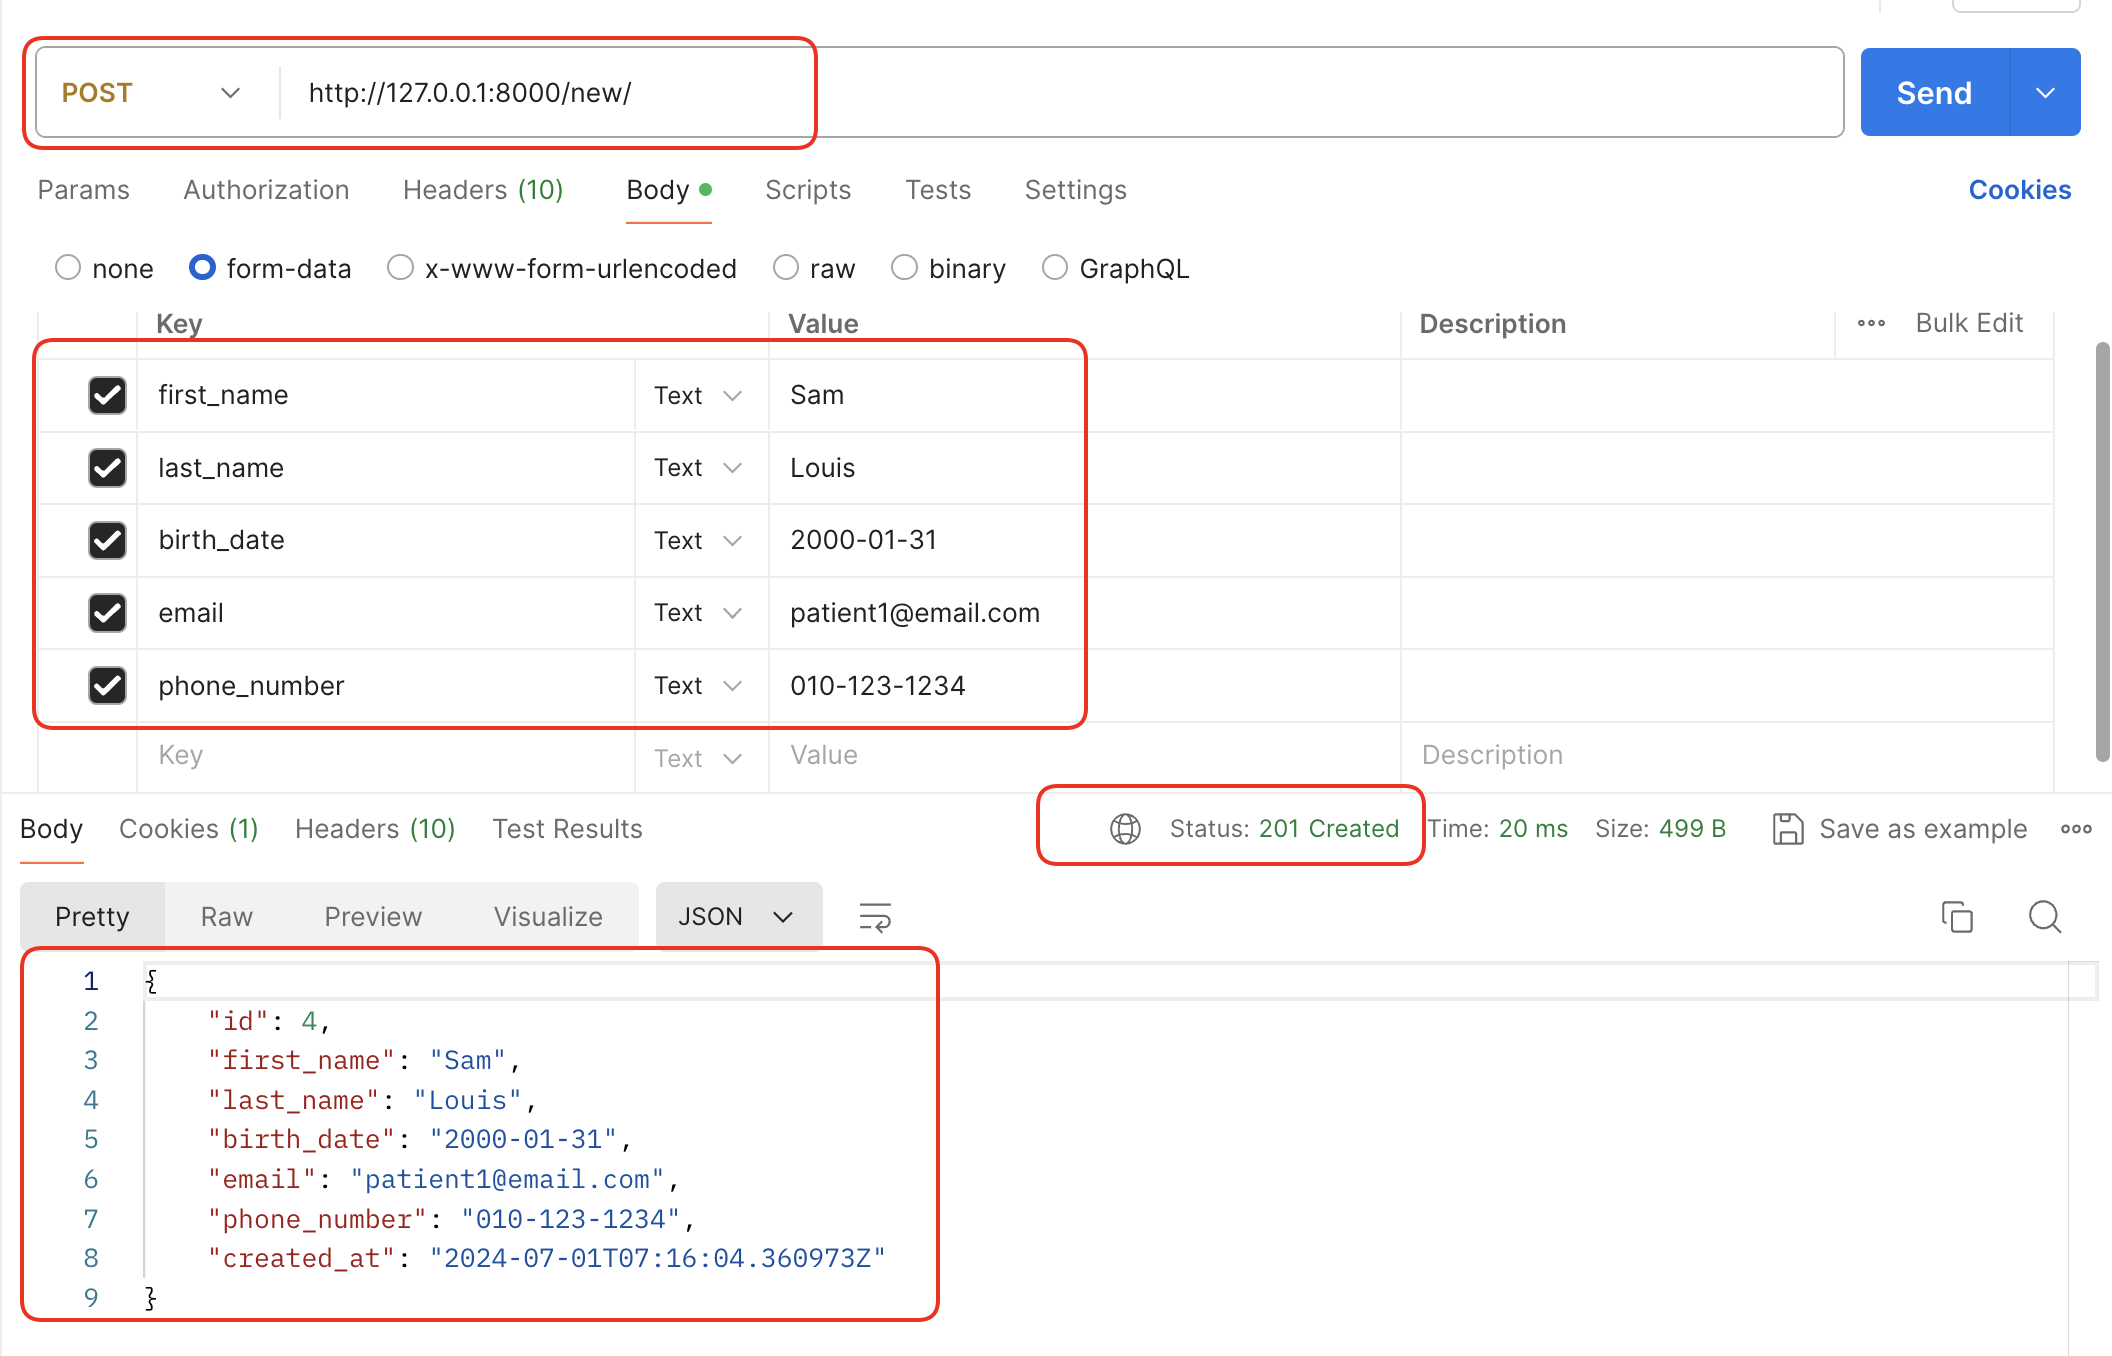 POST http://127.0.0.1:8000/new/ Send
Params Authorization Headers (10) Body Scripts Tests Settings Cookies
none form-data x-www-form-urlencoded raw binary GraphQL
Key Value Description Bulk Edit
first_name Text Sam
last_name Text Louis
birth_date Text 2000-01-31
email Text patient1@email.com
phone_number Text 010-123-1234
Key Text Value Description
Body Cookies (1) Headers (10) Test Results Status: 201 Created Time: 20 ms Size: 499 B Save as example
Pretty Raw Preview Visualize JSON
1 {
2 "id": 4,
3 "first_name": "Sam",
4 "last_name": "Louis",
5 "birth_date": "2000-01-31",
6 "email": "patient1@email.com",
7 "phone_number": "010-123-1234",
8 "created_at": "2024-07-01T07:16:04.360973Z"
9 }